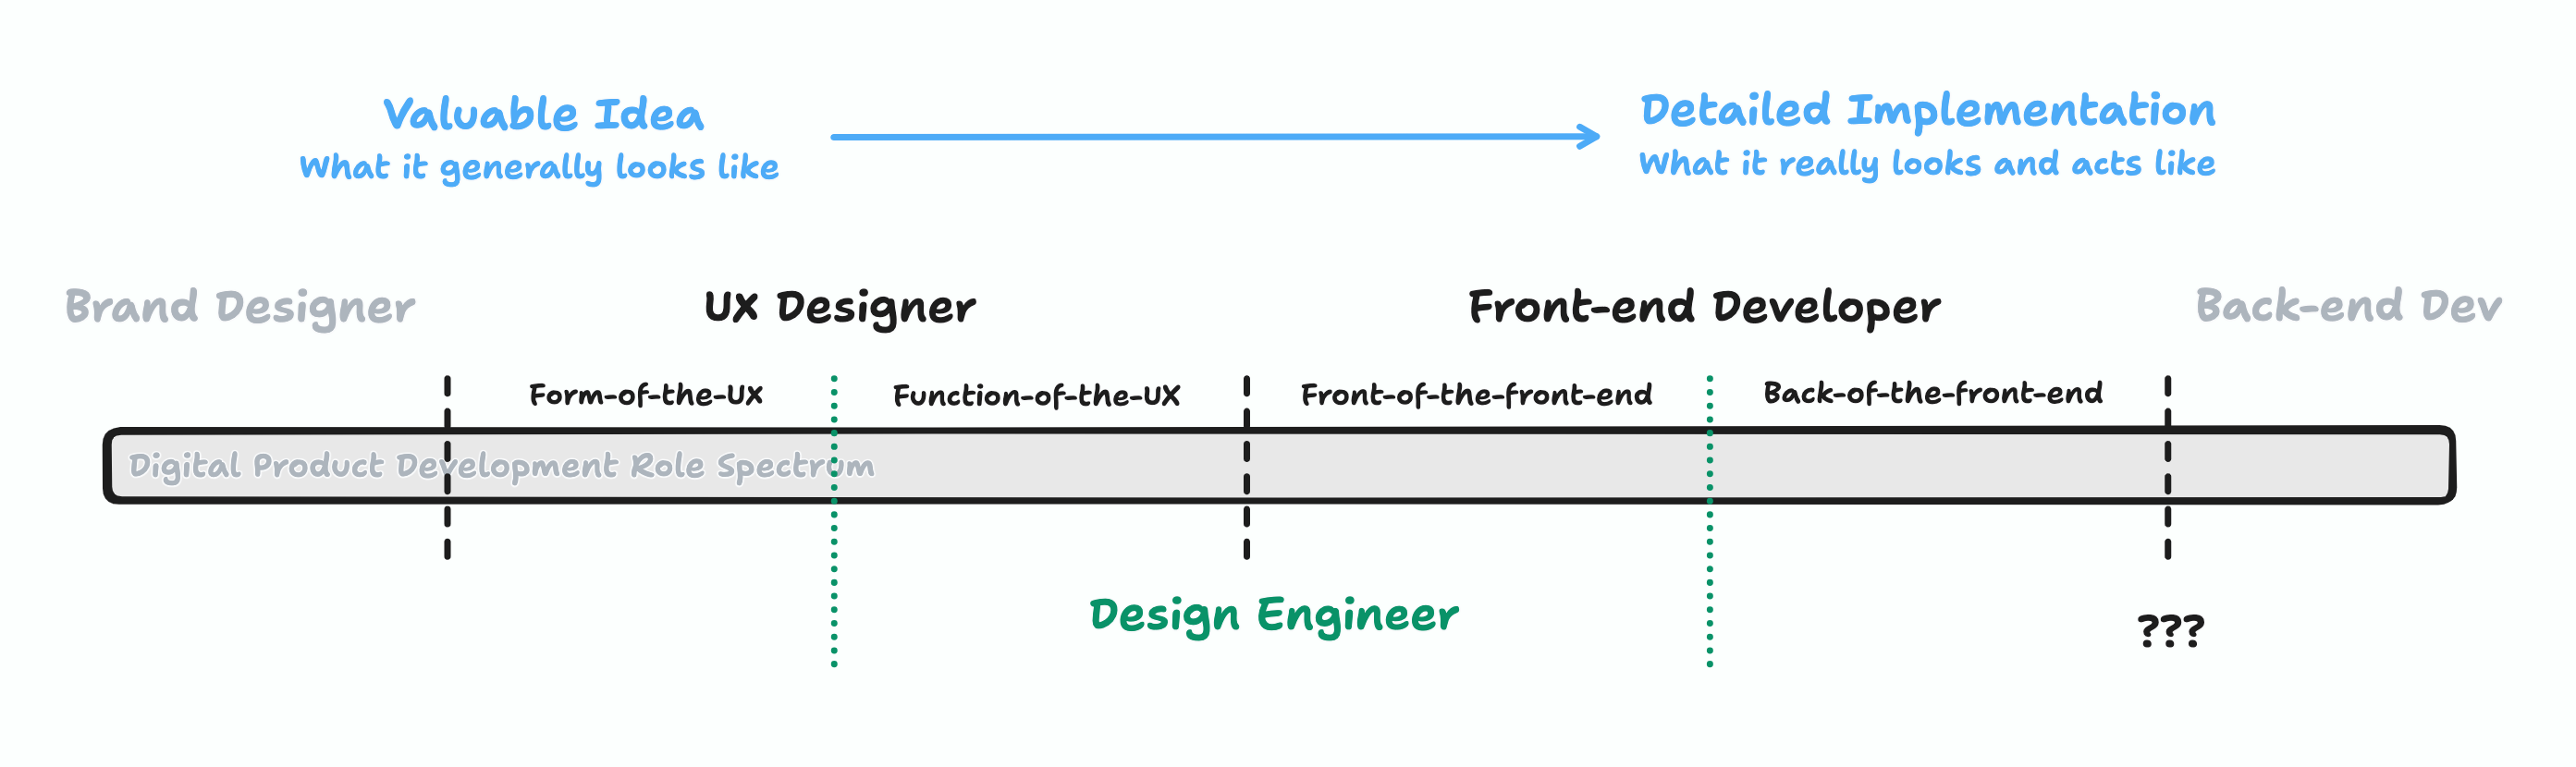 Valuable Idea
What it generally looks like
Detailed Implementation
What it really looks and acts like
Brand Designer
UX Designer
Front-end Developer
Back-end Dev
Form-of-the-UX
Function-of-the-UX
Front-of-the-front-end
Back-of-the-front-end
Digital Product Development Role Spectrum
Design Engineer
???